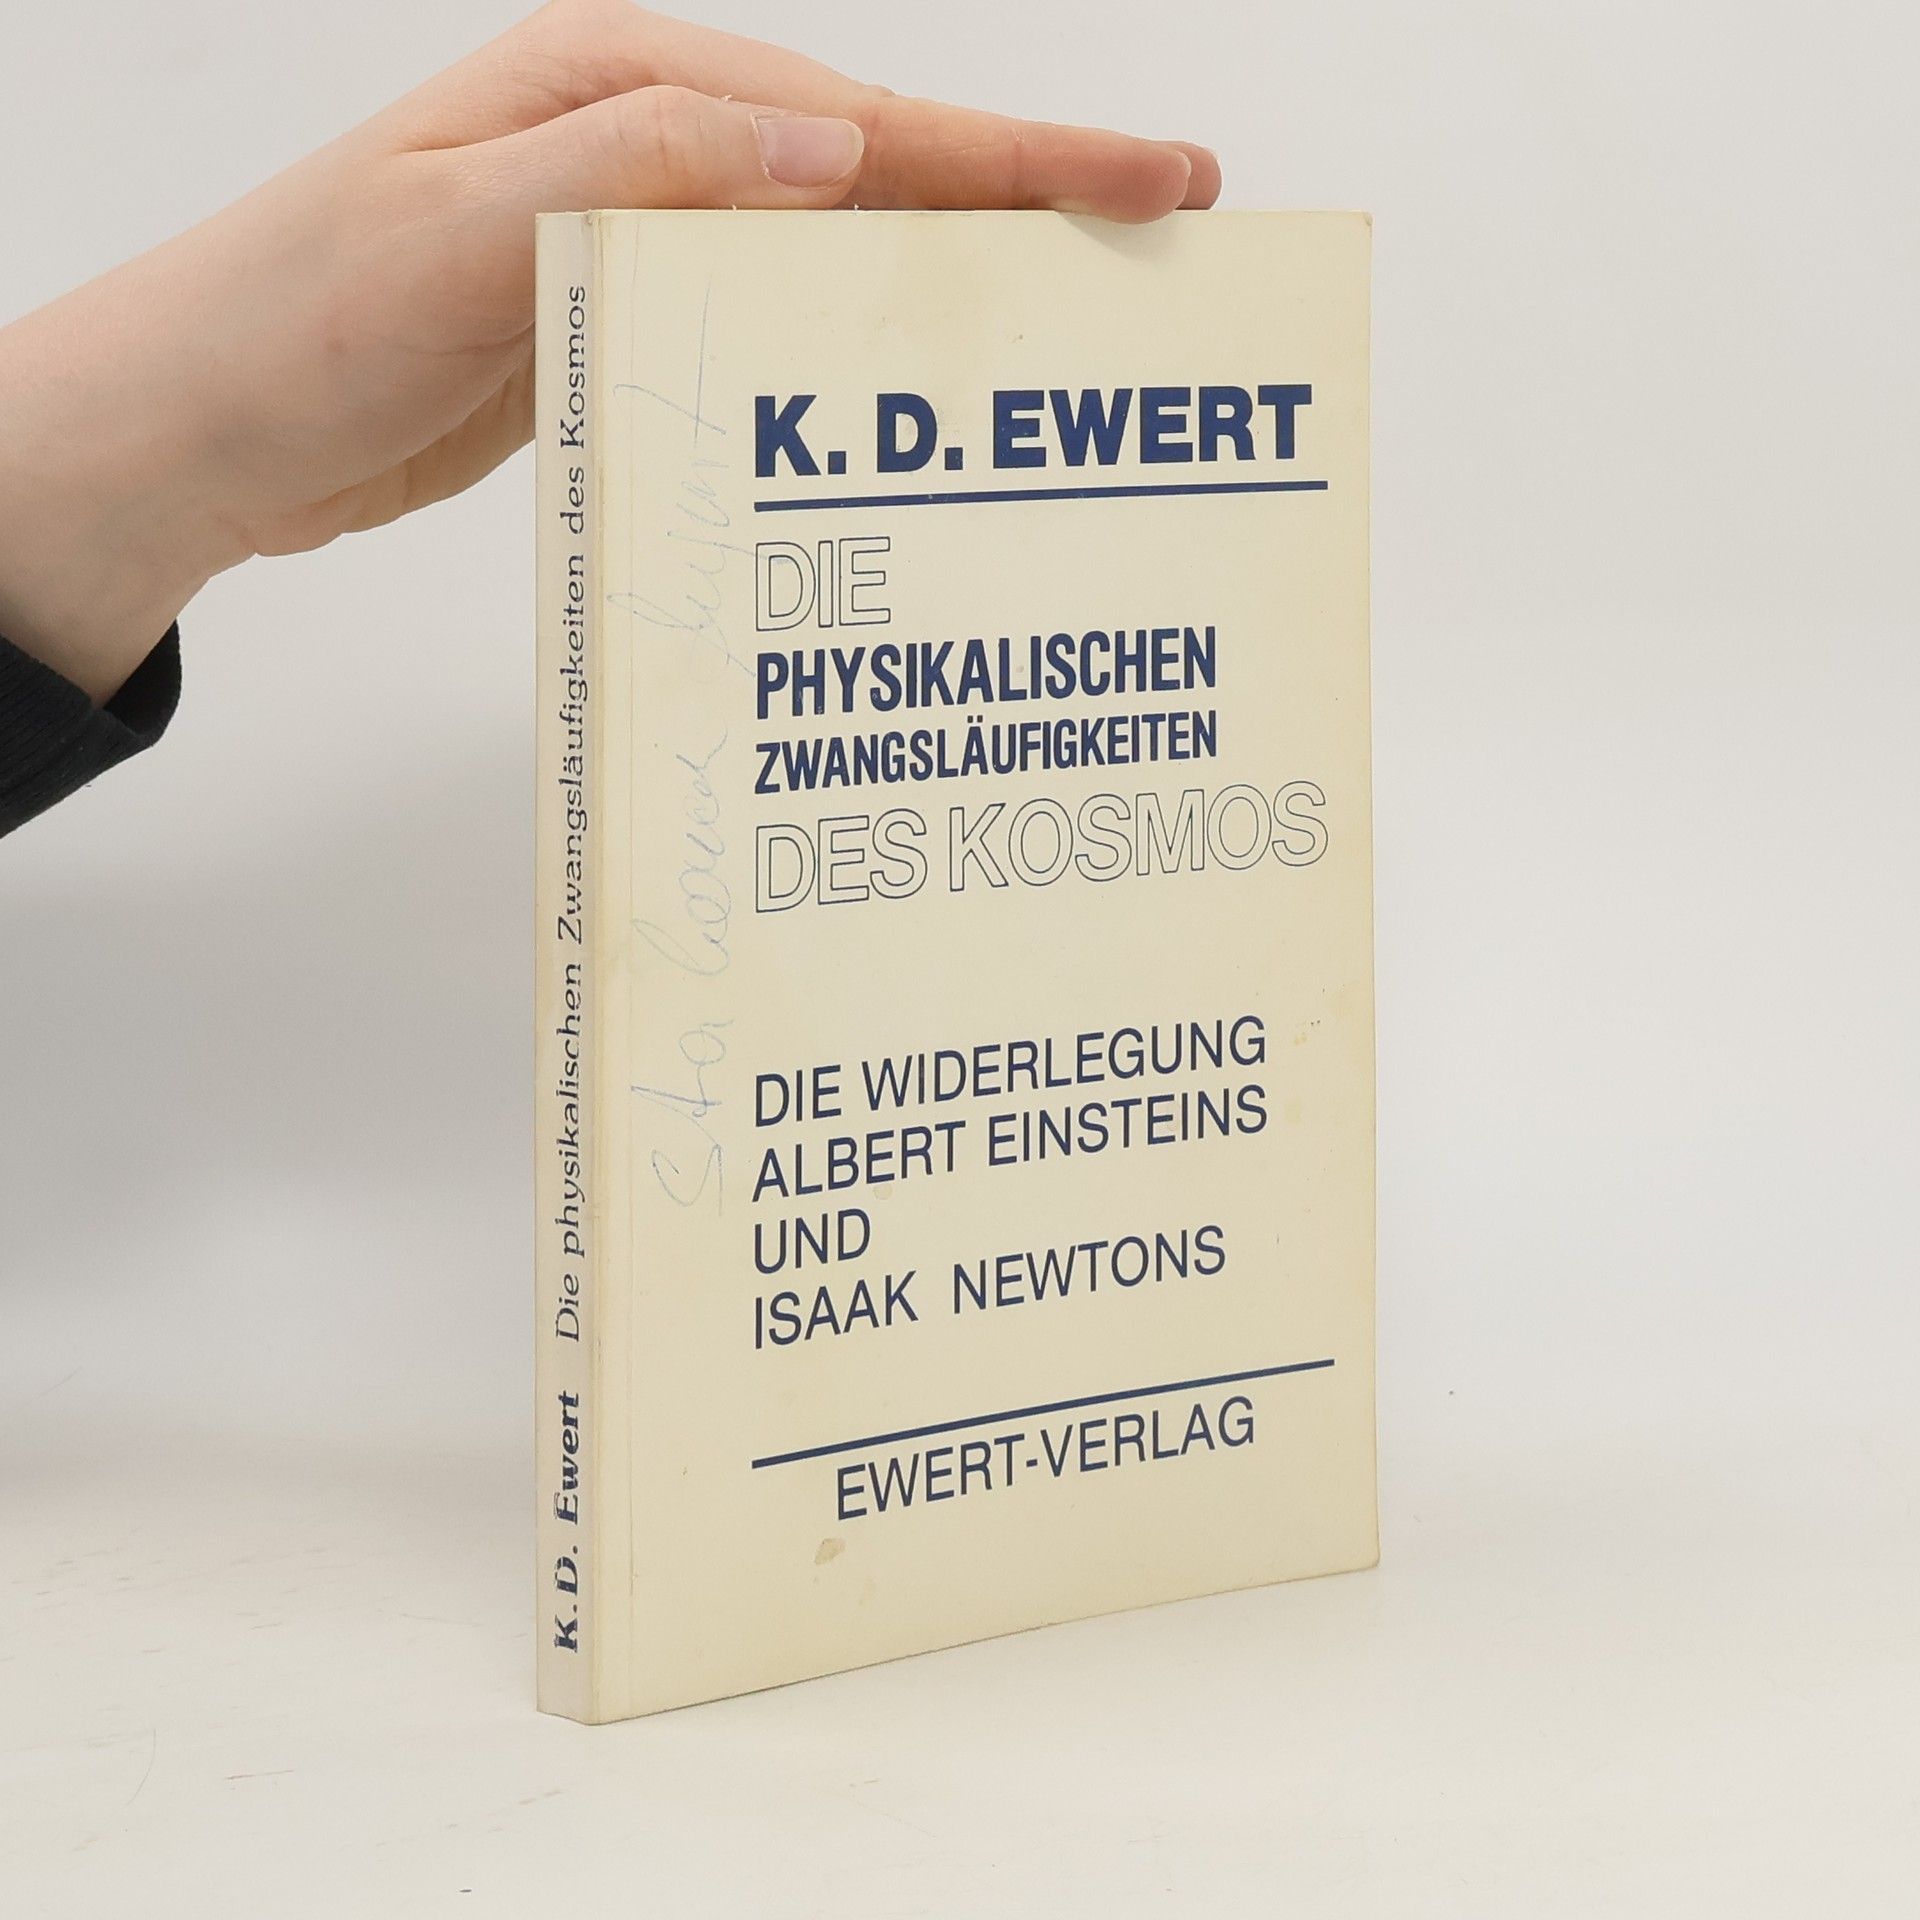 K. D. EWERT
DIE
PHYSIKALISCHEN
ZWANGSLÄUFIGKEITEN
DES KOSMOS
DIE WIDERLEGUNG
ALBERT EINSTEINS
UND
ISAAK NEWTONS
EWERT-VERLAG
K.D. Ewert Die physikalischen Zwangsläufigkeiten des Kosmos